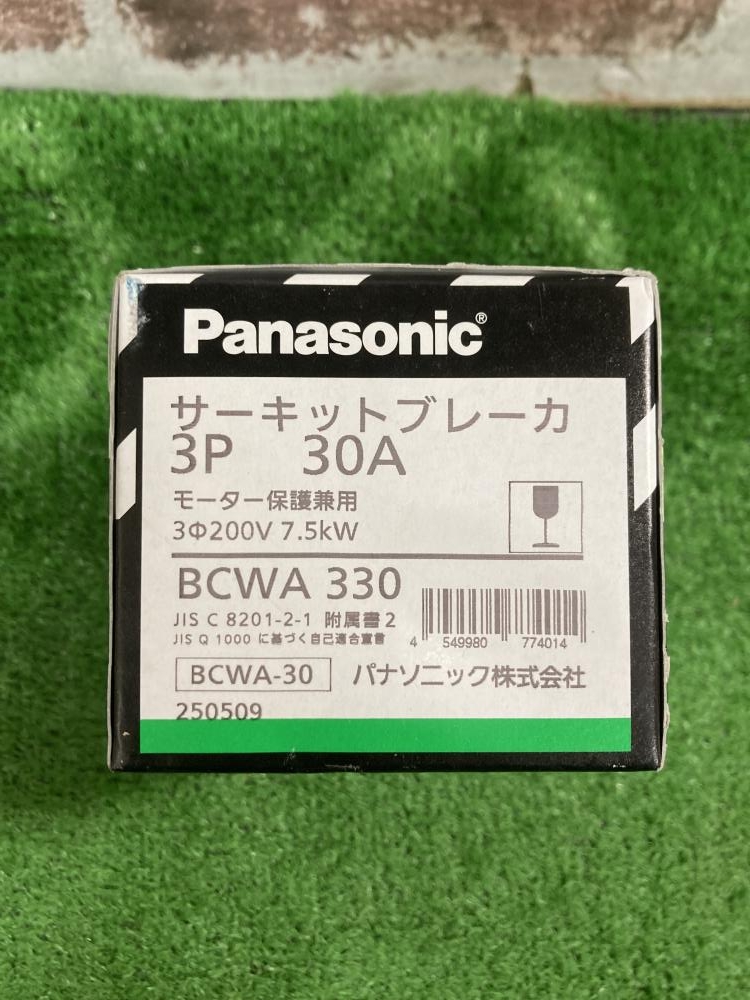 Panasonic®
サーキットブレーカ
3P 30A
モーター保護兼用
3Φ200V 7.5kW
BCWA 330
JIS C 8201-2-1 附属書2
JIS Q 1000 に基づく自己適合宣言
4 549980 774014
BCWA-30 パナソニック株式会社
250509